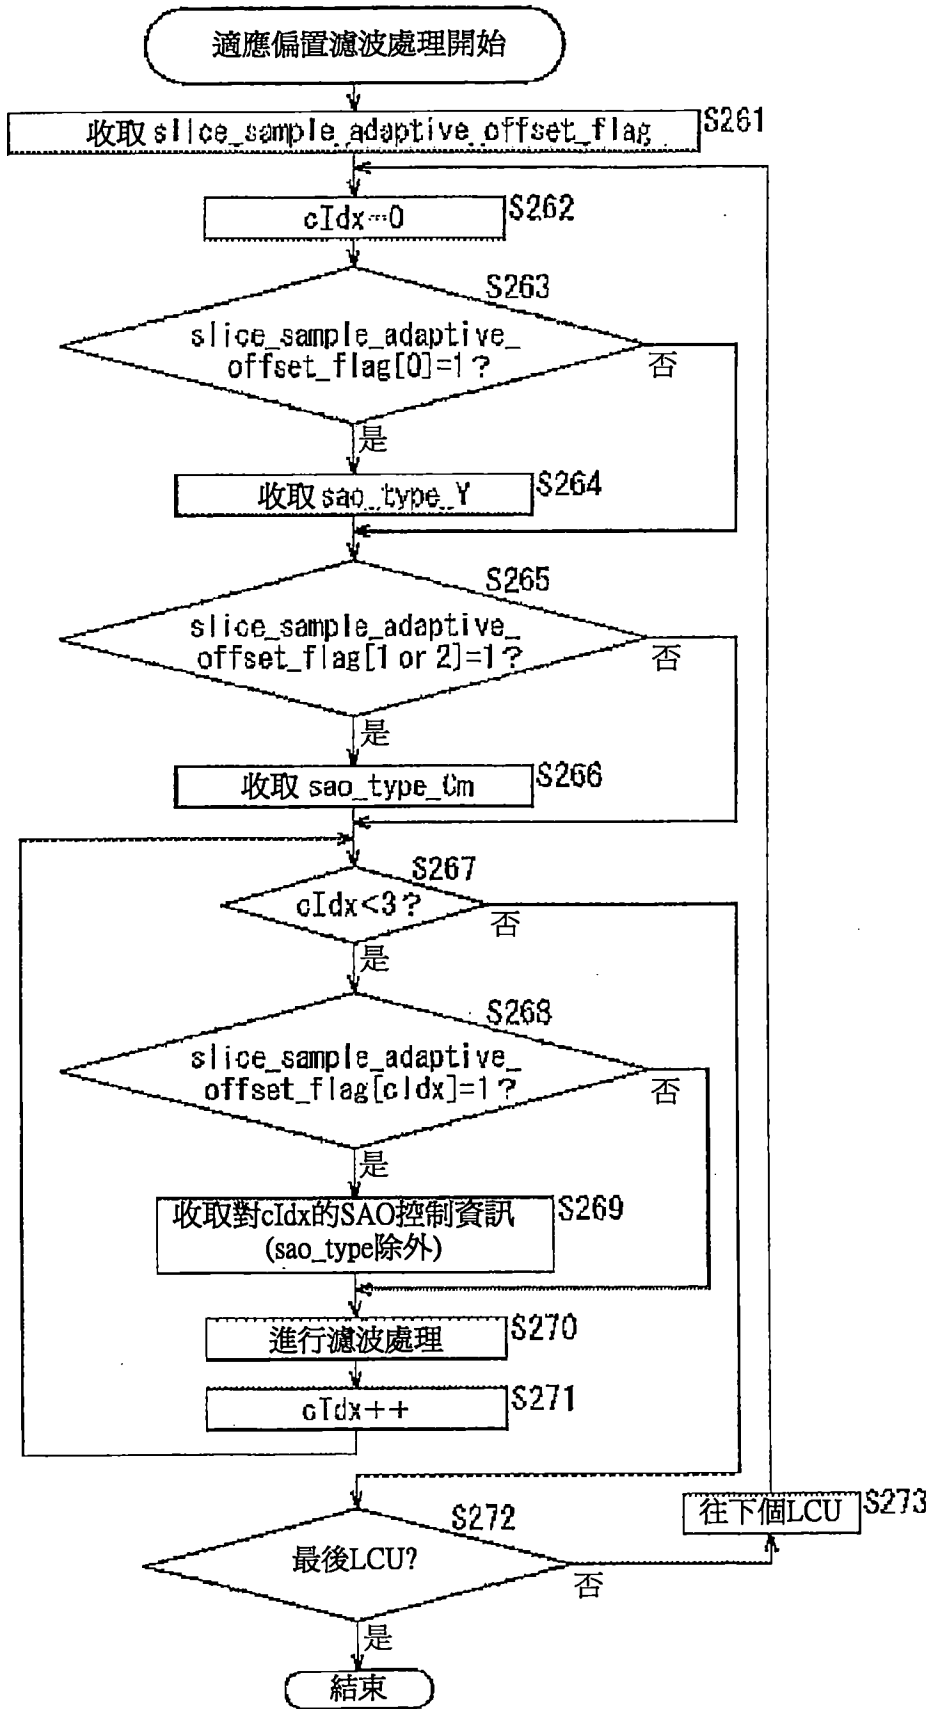 適應偏置濾波處理開始
收取 slice_sample_adaptive_offset_flag
S261
cIdx=0
S262
S263
slice_sample_adaptive_
offset_flag[0]=1?
否
是
收取 sao_type_Y
S264
S265
slice_sample_adaptive_
offset_flag[1 or 2]=1?
否
是
收取 sao_type_Cm
S266
S267
cIdx<3?
否
是
S268
slice_sample_adaptive_
offset_flag[cIdx]=1?
否
是
收取對cIdx的SAO控制資訊
(sao_type除外)
S269
進行濾波處理
S270
cIdx++
S271
S272
最後LCU?
否
往下個LCU
S273
是
結束